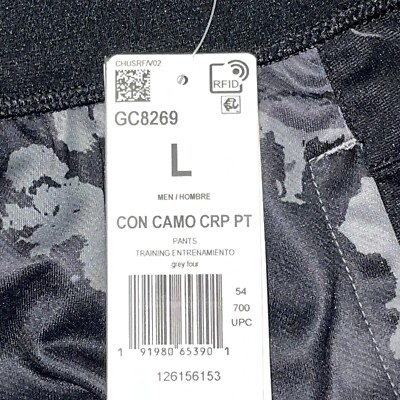 CHUSRF/V02
RFID
GC8269
L
MEN / HOMBRE
CON CAMO CRP PT
PANTS
TRAINING ENTRENAMIENTO
grey four
54
700
UPC
1 91980 65390 1
126156153